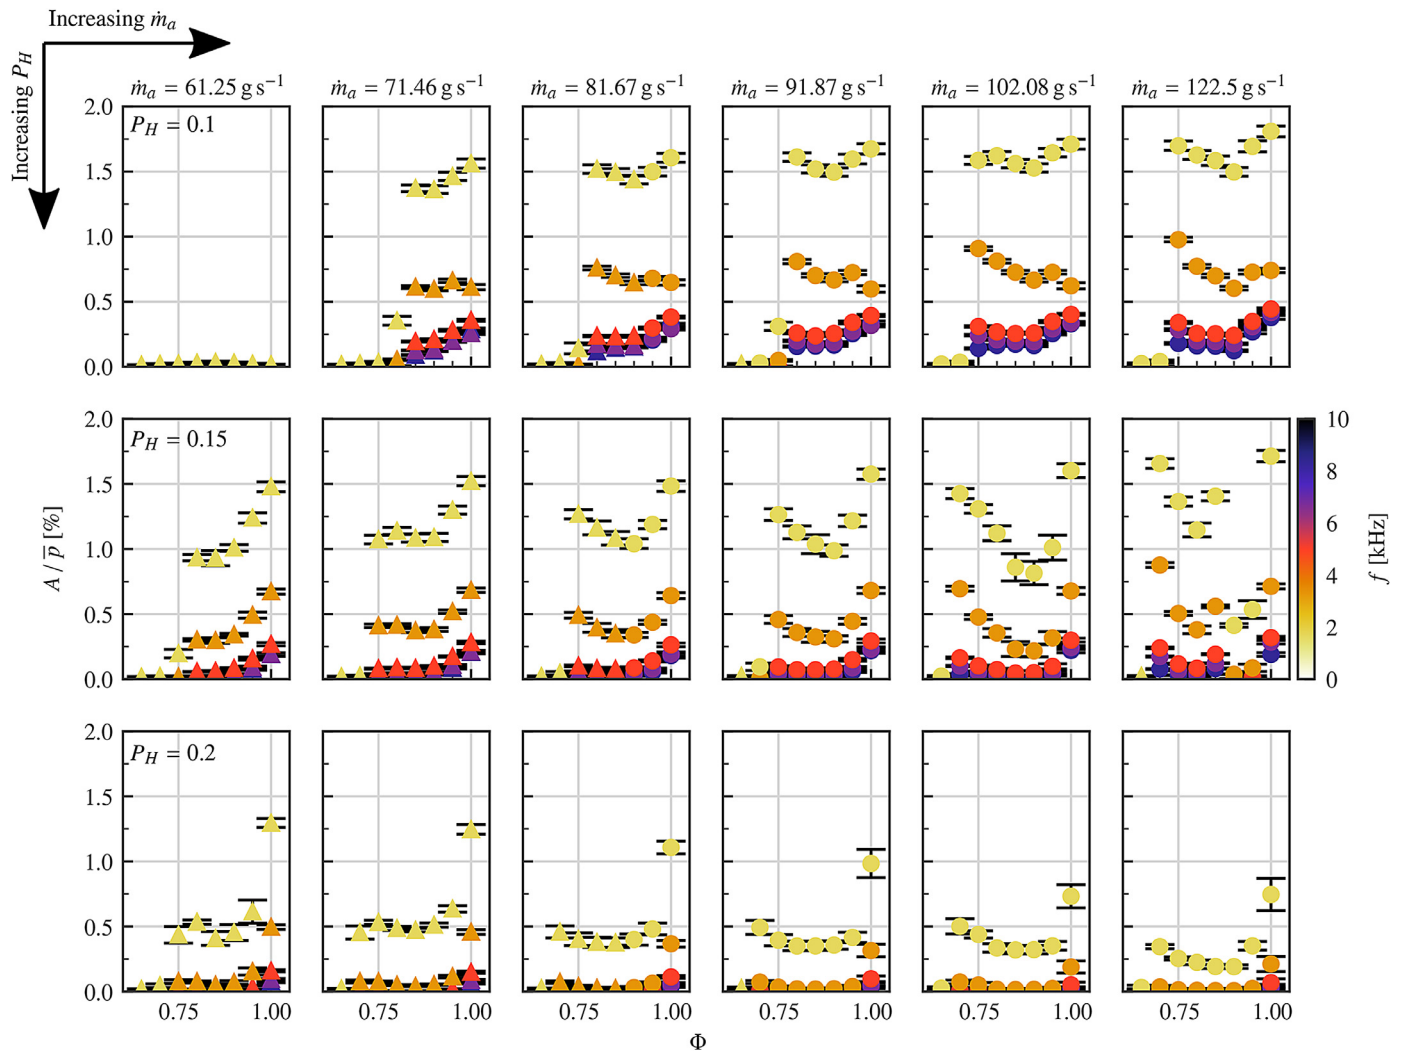 Increasing ṁₐ
Increasing P_H
ṁₐ = 61.25 g s⁻¹
ṁₐ = 71.46 g s⁻¹
ṁₐ = 81.67 g s⁻¹
ṁₐ = 91.87 g s⁻¹
ṁₐ = 102.08 g s⁻¹
ṁₐ = 122.5 g s⁻¹
2.0
1.5
1.0
0.5
0.0
P_H = 0.1
2.0
1.5
1.0
0.5
0.0
P_H = 0.15
A / p̅ [%]
10
8
6
4
2
0
f [kHz]
2.0
1.5
1.0
0.5
0.0
P_H = 0.2
0.75 1.00
0.75 1.00
0.75 1.00
0.75 1.00
0.75 1.00
0.75 1.00
Φ